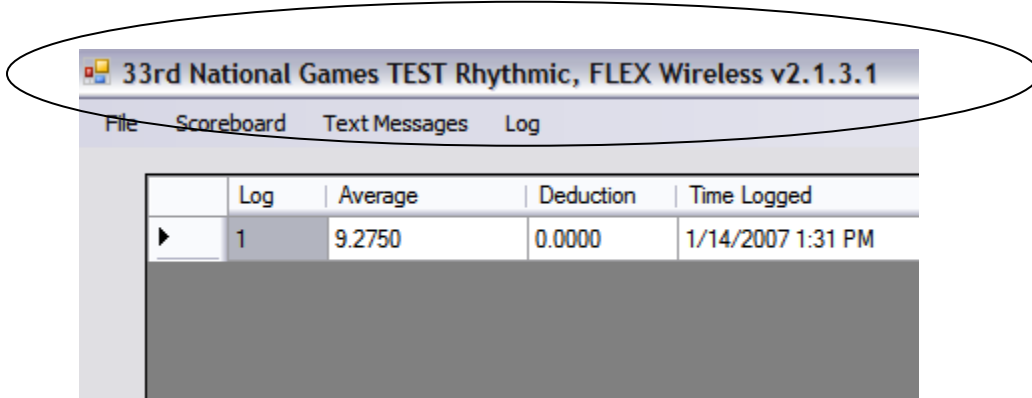 33rd National Games TEST Rhythmic, FLEX Wireless v2.1.3.1
File Scoreboard Text Messages Log
Log Average Deduction Time Logged
1 9.2750 0.0000 1/14/2007 1:31 PM